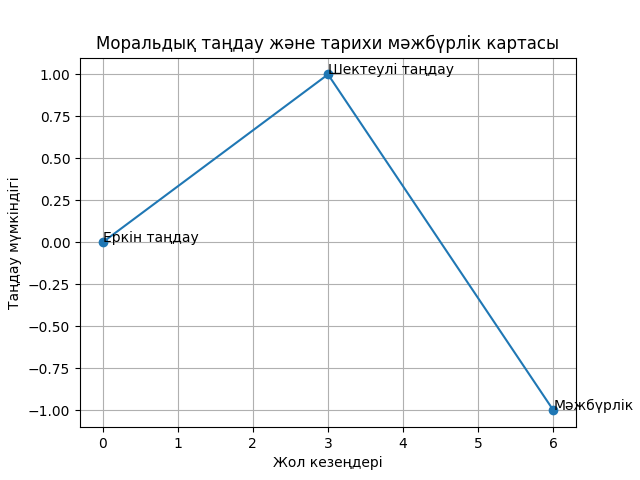 Моральдық таңдау және тарихи мәжбүрлік картасы
Таңдау мүмкіндігі
1.00
0.75
0.50
0.25
0.00
−0.25
−0.50
−0.75
−1.00
Шектеулі таңдау
Еркін таңдау
Мәжбүрлік
0 1 2 3 4 5 6
Жол кезеңдері